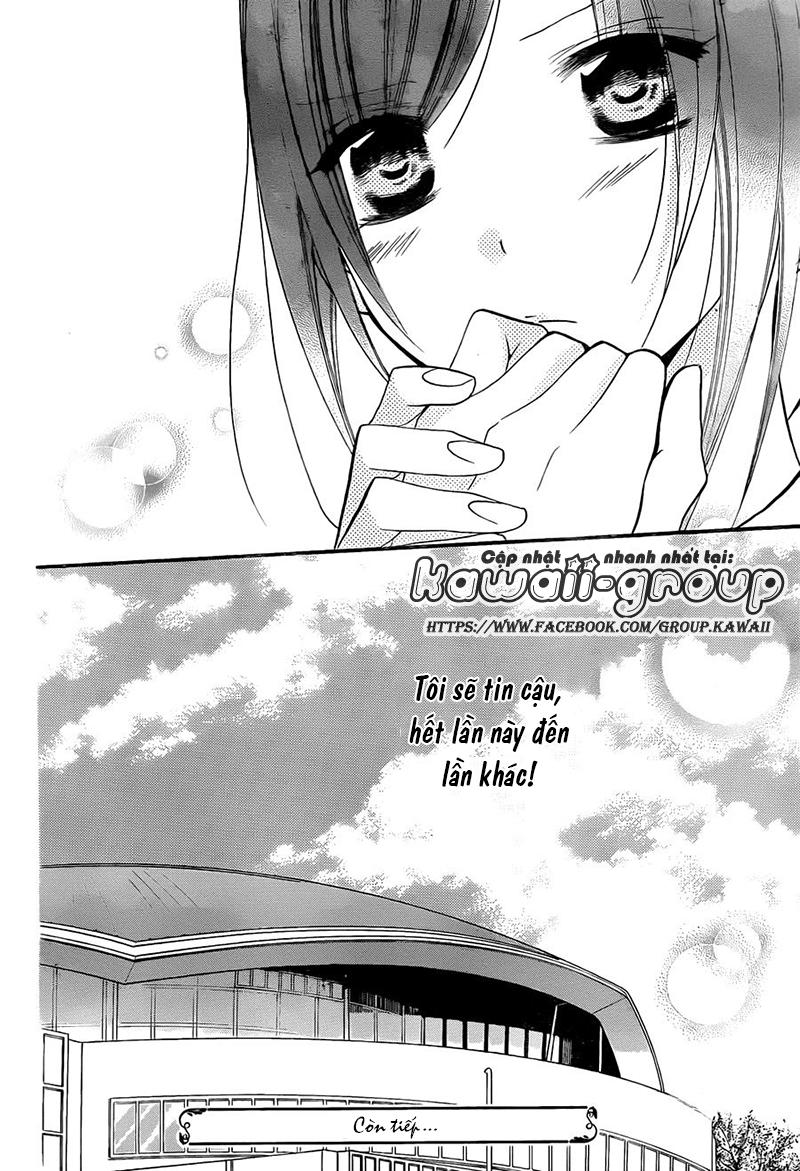 Cập nhật nhanh nhất tại:
kawaii-group
HTTPS://WWW.FACEBOOK.COM/GROUP.KAWAII
Tôi sẽ tin cậu,
hết lần này đến
lần khác!
Còn tiếp...